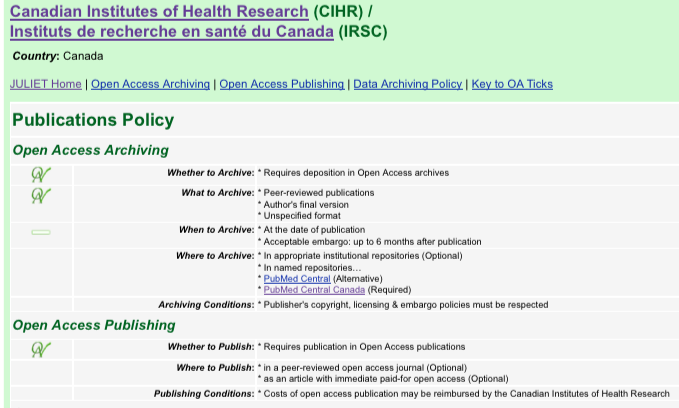 Canadian Institutes of Health Research (CIHR) /
Instituts de recherche en santé du Canada (IRSC)
Country: Canada
JULIET Home | Open Access Archiving | Open Access Publishing | Data Archiving Policy | Key to OA Ticks
Publications Policy
Open Access Archiving
Whether to Archive: * Requires deposition in Open Access archives
What to Archive: * Peer-reviewed publications
* Author's final version
* Unspecified format
When to Archive: * At the date of publication
* Acceptable embargo: up to 6 months after publication
Where to Archive: * In appropriate institutional repositories (Optional)
* In named repositories...
* PubMed Central (Alternative)
* PubMed Central Canada (Required)
Archiving Conditions: * Publisher's copyright, licensing & embargo policies must be respected
Open Access Publishing
Whether to Publish: * Requires publication in Open Access publications
Where to Publish: * in a peer-reviewed open access journal (Optional)
* as an article with immediate paid-for open access (Optional)
Publishing Conditions: * Costs of open access publication may be reimbursed by the Canadian Institutes of Health Research